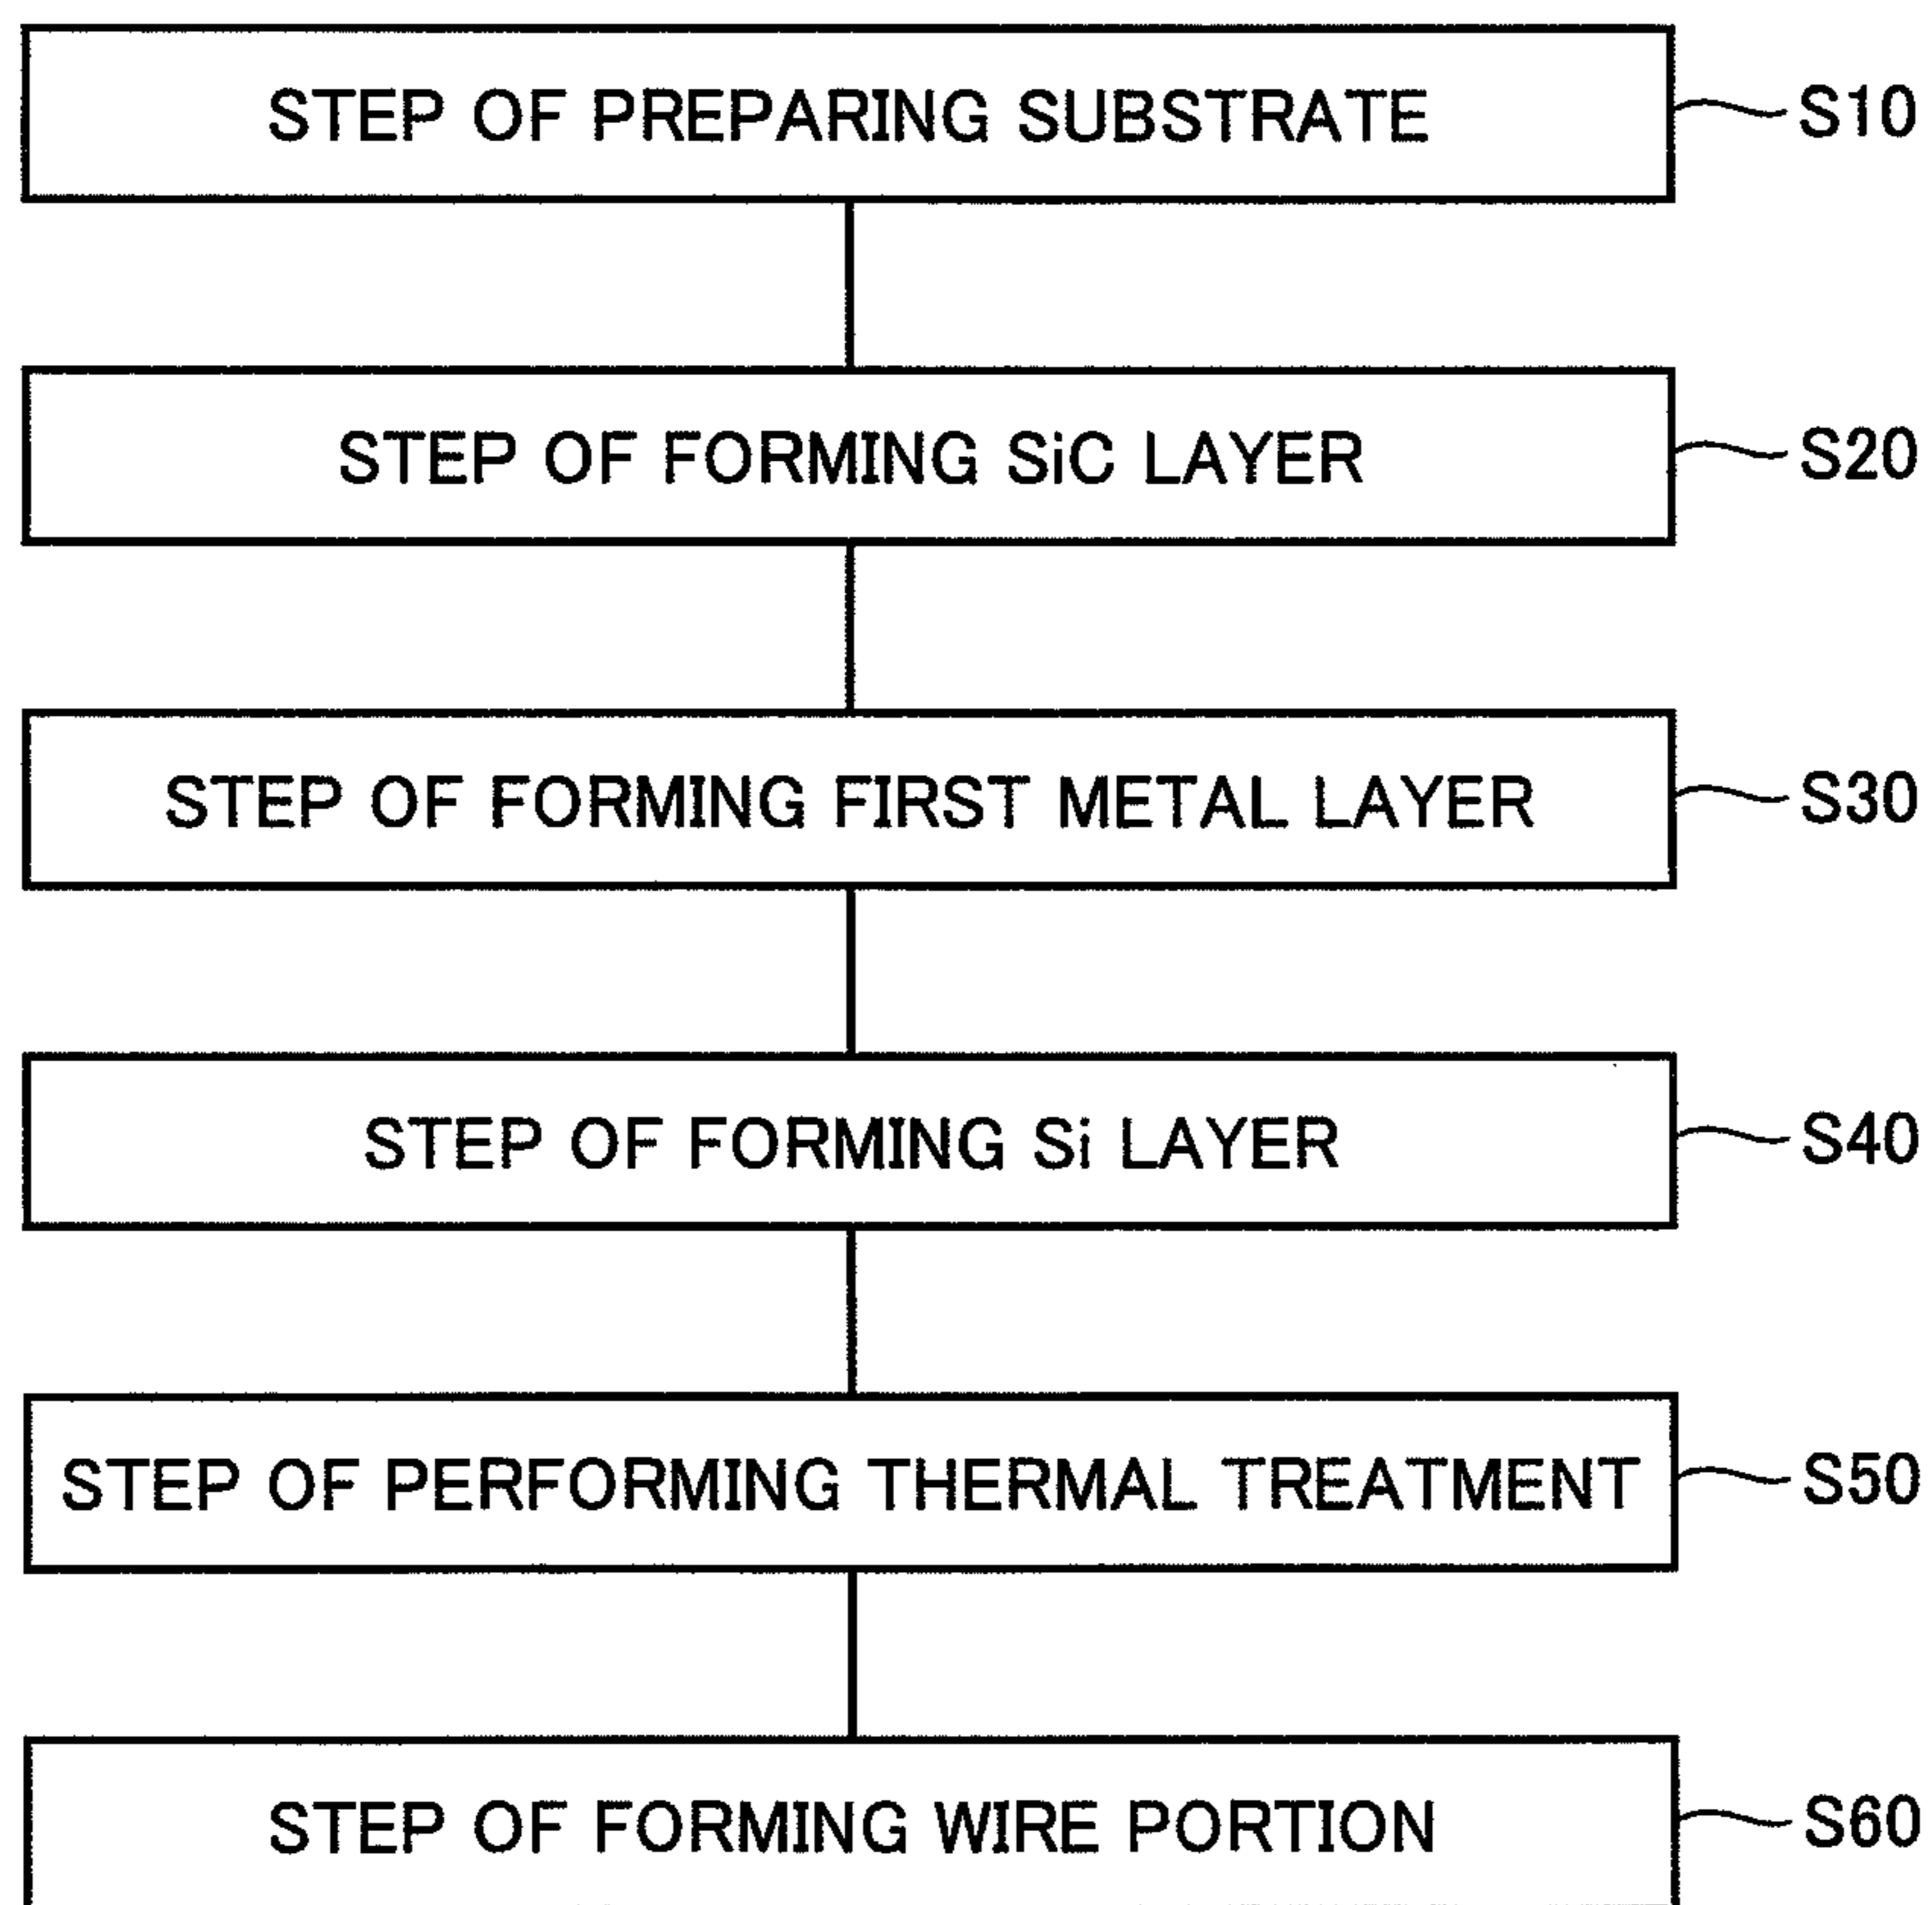 STEP OF PREPARING SUBSTRATE S10
STEP OF FORMING SiC LAYER S20
STEP OF FORMING FIRST METAL LAYER S30
STEP OF FORMING Si LAYER S40
STEP OF PERFORMING THERMAL TREATMENT S50
STEP OF FORMING WIRE PORTION S60